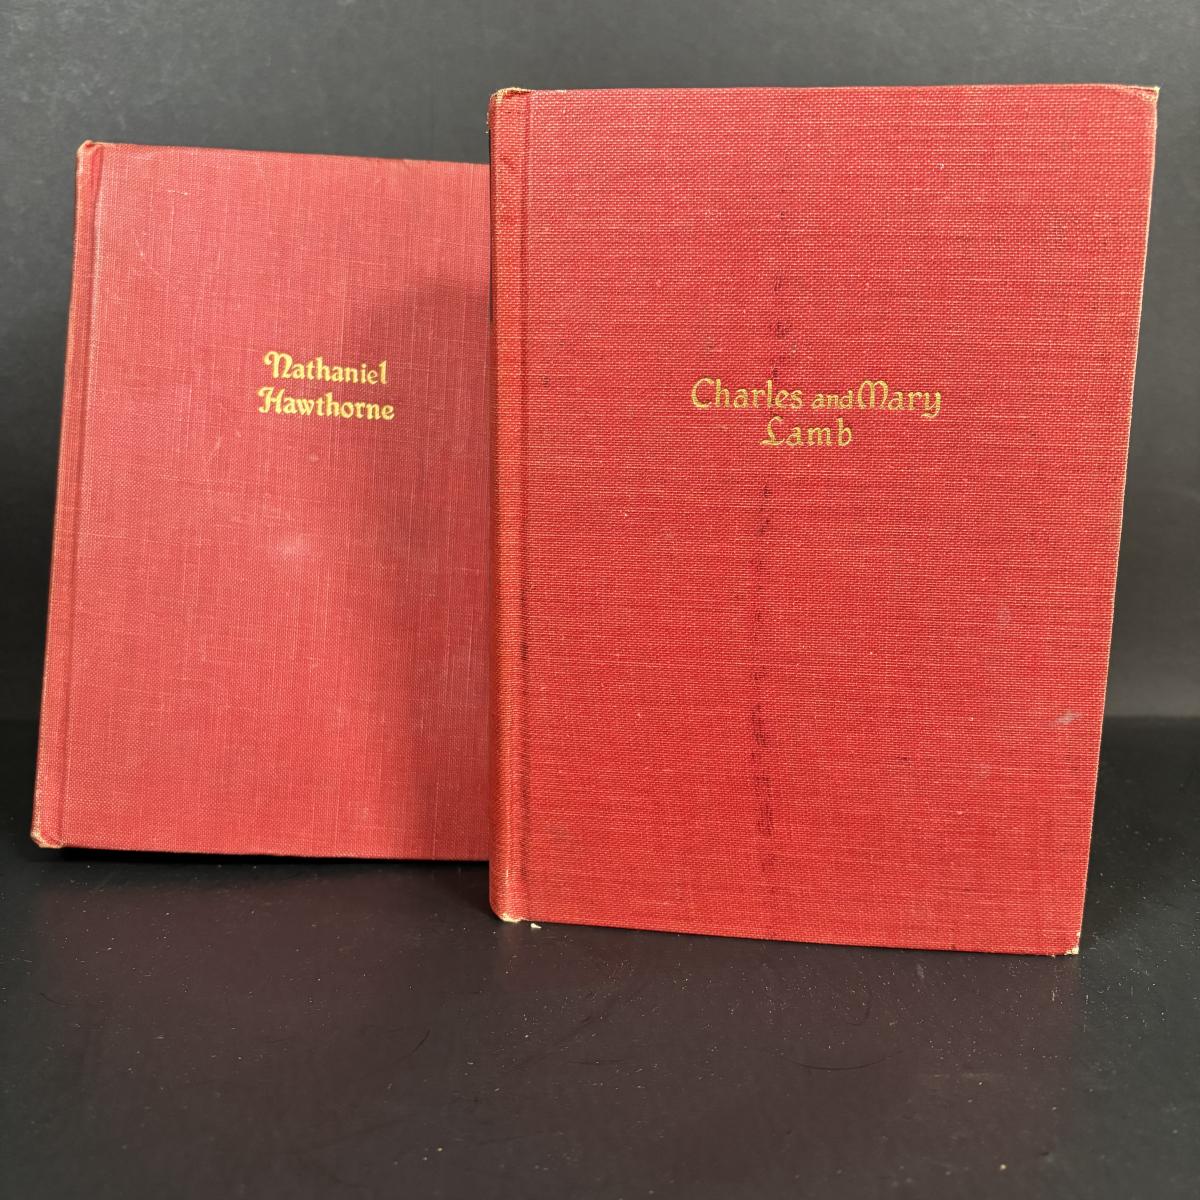 Nathaniel
Hawthorne
Charles and Mary
Lamb